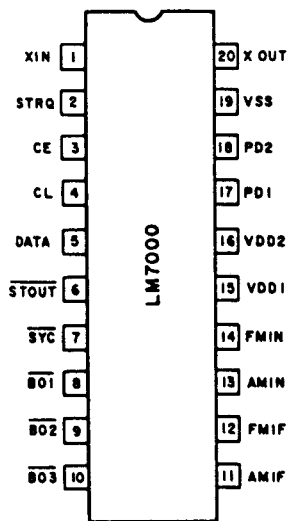 XIN 1 20 X OUT
STRQ 2 19 VSS
CE 3 18 PD2
CL 4 17 PD1
DATA 5 16 VDD2
STOUT 6 15 VDD1
SYC 7 14 FMIN
BO1 8 13 AMIN
BO2 9 12 FMIF
BO3 10 11 AMIF
LM7000